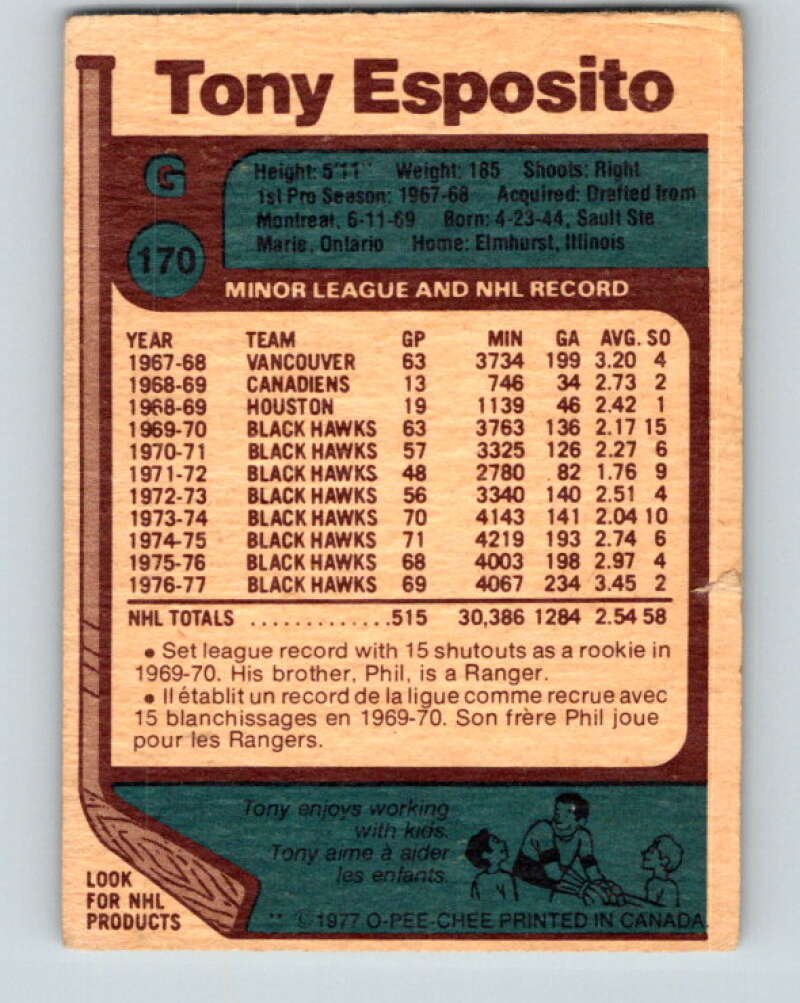 Tony Esposito
G
Height: 5'11" Weight: 185 Shoots: Right
1st Pro Season: 1967-68 Acquired: Drafted from
Montreal, 6-11-69 Born: 4-23-44, Sault Ste
Marie, Ontario Home: Elmhurst, Illinois
170
MINOR LEAGUE AND NHL RECORD
YEAR TEAM GP MIN GA AVG. SO
1967-68 VANCOUVER 63 3734 199 3.20 4
1968-69 CANADIENS 13 746 34 2.73 2
1968-69 HOUSTON 19 1139 46 2.42 1
1969-70 BLACK HAWKS 63 3763 136 2.17 15
1970-71 BLACK HAWKS 57 3325 126 2.27 6
1971-72 BLACK HAWKS 48 2780 82 1.76 9
1972-73 BLACK HAWKS 56 3340 140 2.51 4
1973-74 BLACK HAWKS 70 4143 141 2.04 10
1974-75 BLACK HAWKS 71 4219 193 2.74 6
1975-76 BLACK HAWKS 68 4003 198 2.97 4
1976-77 BLACK HAWKS 69 4067 234 3.45 2
NHL TOTALS .............515 30,386 1284 2.54 58
• Set league record with 15 shutouts as a rookie in
1969-70. His brother, Phil, is a Ranger.
• Il établit un record de la ligue comme recrue avec
15 blanchissages en 1969-70. Son frère Phil joue
pour les Rangers.
Tony enjoys working
with kids.
Tony aime à aider
les enfants.
LOOK
FOR NHL
PRODUCTS
** © 1977 O-PEE-CHEE PRINTED IN CANADA